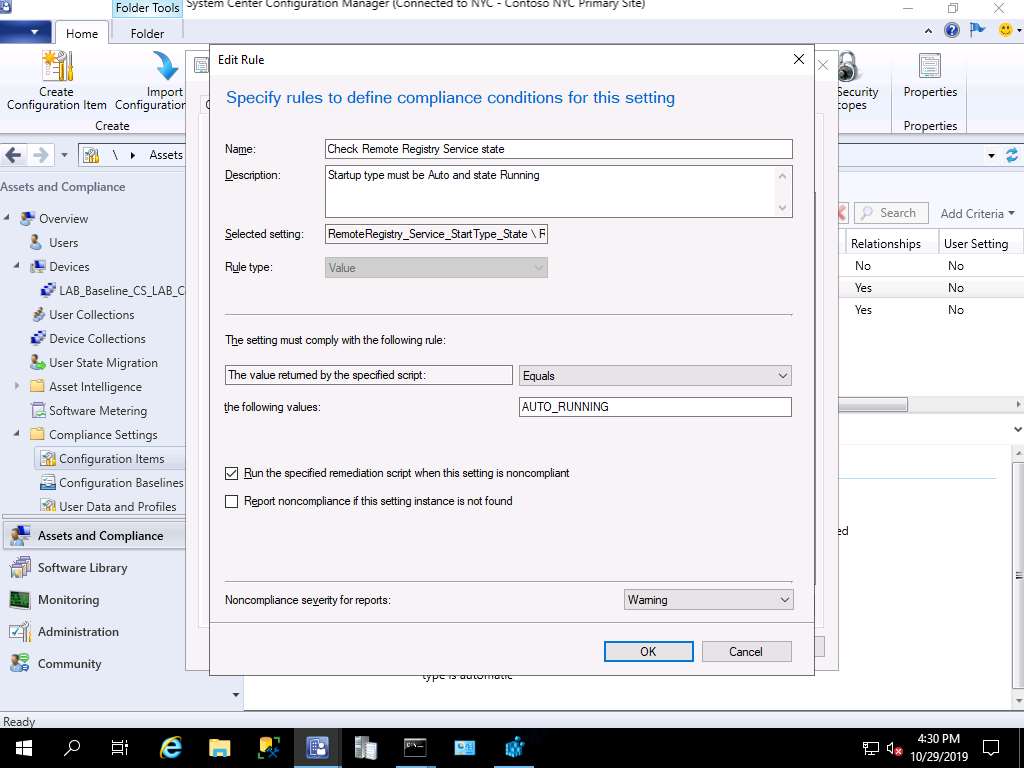 Folder Tools
System Center Configuration Manager (Connected to NYC - Contoso NYC Primary Site)
Home
Folder
Create
Configuration Item
Import
Configuration
Create
Security
Scopes
Properties
Properties
\ Assets
Edit Rule
Specify rules to define compliance conditions for this setting
Name:
Check Remote Registry Service state
Description:
Startup type must be Auto and state Running
Selected setting:
RemoteRegistry_Service_StartType_State \ R
Rule type:
Value
The setting must comply with the following rule:
The value returned by the specified script:
Equals
the following values:
AUTO_RUNNING
Run the specified remediation script when this setting is noncompliant
Report noncompliance if this setting instance is not found
Noncompliance severity for reports:
Warning
OK
Cancel
Assets and Compliance
Overview
Users
Devices
LAB_Baseline_CS_LAB_C
User Collections
Device Collections
User State Migration
Asset Intelligence
Software Metering
Compliance Settings
Configuration Items
Configuration Baselines
User Data and Profiles
Assets and Compliance
Software Library
Monitoring
Administration
Community
Search
Add Criteria
Relationships
User Setting
No
No
Yes
No
Yes
No
type is automatic
Ready
4:30 PM
10/29/2019